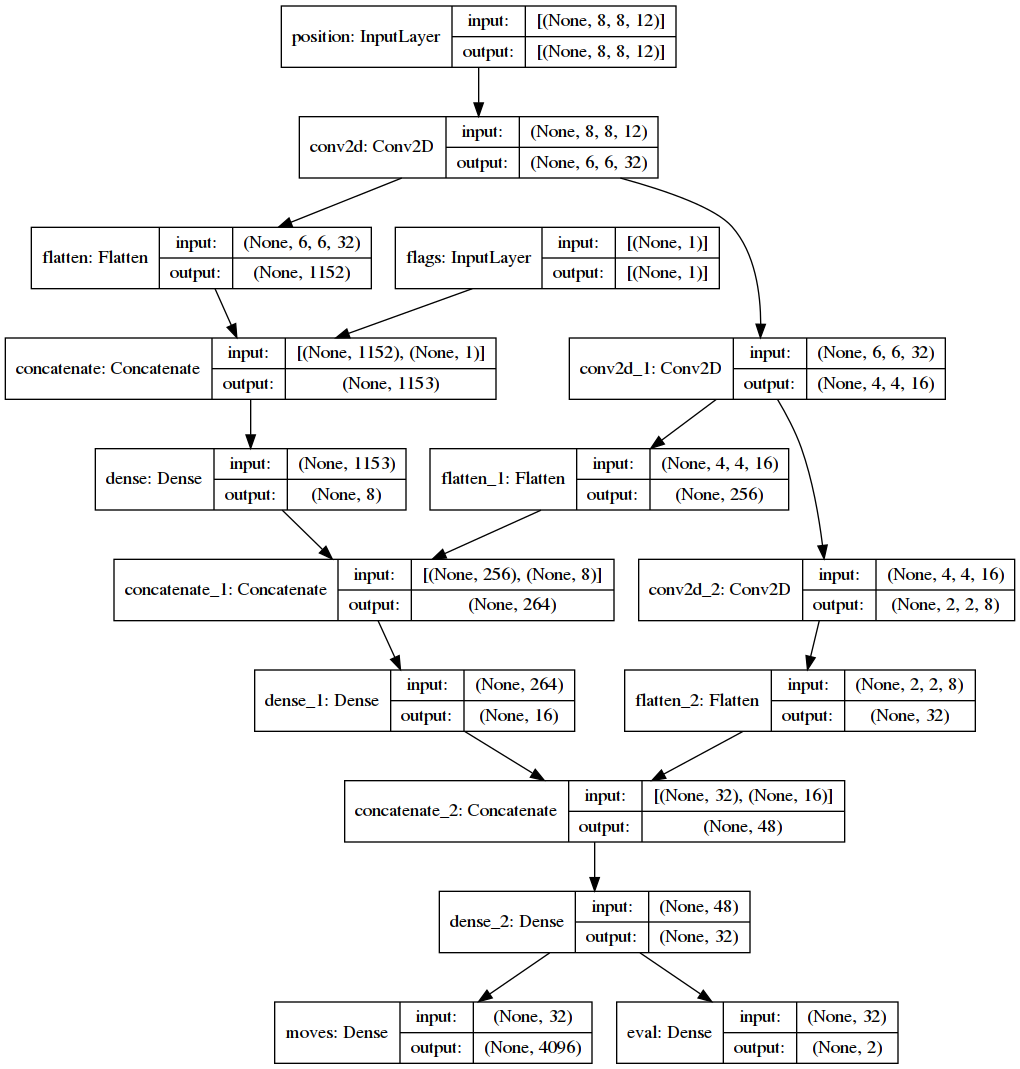 position: InputLayer
input: [(None, 8, 8, 12)]
output: [(None, 8, 8, 12)]
conv2d: Conv2D
input: (None, 8, 8, 12)
output: (None, 6, 6, 32)
flatten: Flatten
input: (None, 6, 6, 32)
output: (None, 1152)
flags: InputLayer
input: [(None, 1)]
output: [(None, 1)]
concatenate: Concatenate
input: [(None, 1152), (None, 1)]
output: (None, 1153)
conv2d_1: Conv2D
input: (None, 6, 6, 32)
output: (None, 4, 4, 16)
dense: Dense
input: (None, 1153)
output: (None, 8)
flatten_1: Flatten
input: (None, 4, 4, 16)
output: (None, 256)
concatenate_1: Concatenate
input: [(None, 256), (None, 8)]
output: (None, 264)
conv2d_2: Conv2D
input: (None, 4, 4, 16)
output: (None, 2, 2, 8)
dense_1: Dense
input: (None, 264)
output: (None, 16)
flatten_2: Flatten
input: (None, 2, 2, 8)
output: (None, 32)
concatenate_2: Concatenate
input: [(None, 32), (None, 16)]
output: (None, 48)
dense_2: Dense
input: (None, 48)
output: (None, 32)
moves: Dense
input: (None, 32)
output: (None, 4096)
eval: Dense
input: (None, 32)
output: (None, 2)